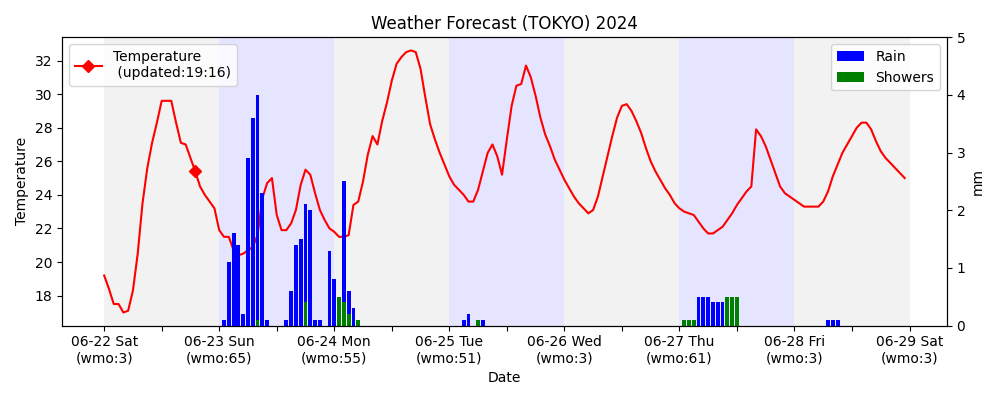 Weather Forecast (TOKYO) 2024
Temperature
(updated:19:16)
Rain
Showers
Temperature
32
30
28
26
24
22
20
18
5
4
3
2
1
0
mm
06-22 Sat
(wmo:3)
06-23 Sun
(wmo:65)
06-24 Mon
(wmo:55)
06-25 Tue
(wmo:51)
06-26 Wed
(wmo:3)
06-27 Thu
(wmo:61)
06-28 Fri
(wmo:3)
06-29 Sat
(wmo:3)
Date